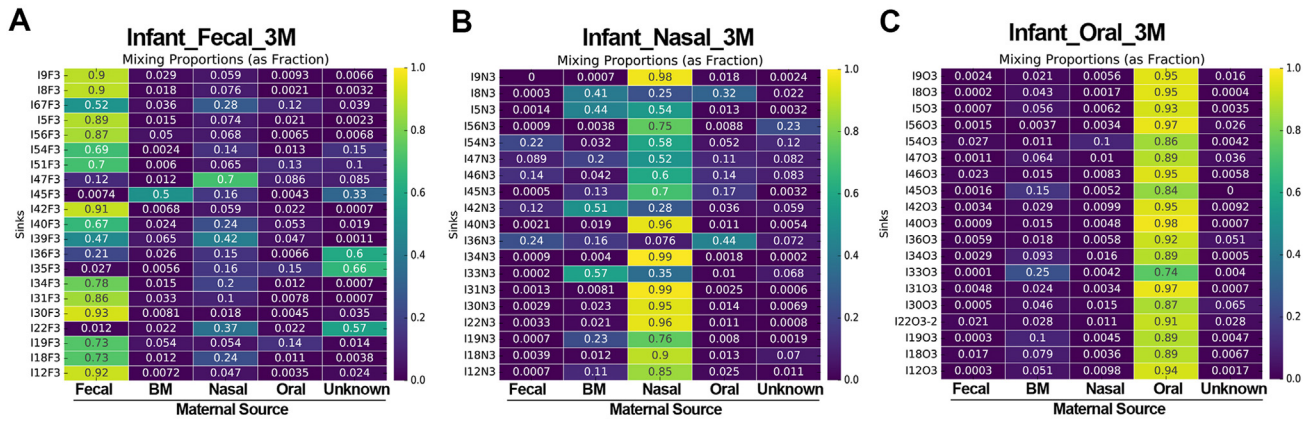 A
Infant_Fecal_3M
Mixing Proportions (as Fraction)
I9F3 0.9 0.029 0.059 0.0093 0.0066
I8F3 0.9 0.018 0.076 0.0021 0.0032
I67F3 0.52 0.036 0.28 0.12 0.039
I5F3 0.89 0.015 0.074 0.021 0.0023
I56F3 0.87 0.05 0.068 0.0065 0.0068
I54F3 0.69 0.0024 0.14 0.013 0.15
I51F3 0.7 0.006 0.065 0.13 0.1
I47F3 0.12 0.012 0.7 0.086 0.085
I45F3 0.0074 0.5 0.16 0.0043 0.33
I42F3 0.91 0.0068 0.059 0.022 0.0007
I40F3 0.67 0.024 0.24 0.053 0.019
I39F3 0.47 0.065 0.42 0.047 0.0011
I36F3 0.21 0.026 0.15 0.0066 0.6
I35F3 0.027 0.0056 0.16 0.15 0.66
I34F3 0.78 0.015 0.2 0.012 0.0007
I31F3 0.86 0.033 0.1 0.0078 0.0007
I30F3 0.93 0.0081 0.018 0.0045 0.035
I22F3 0.012 0.022 0.37 0.022 0.57
I19F3 0.73 0.054 0.054 0.14 0.014
I18F3 0.73 0.012 0.24 0.011 0.0038
I12F3 0.92 0.0072 0.047 0.0035 0.024
Sinks
1.0
0.8
0.6
0.4
0.2
0.0
Fecal BM Nasal Oral Unknown
Maternal Source
B
Infant_Nasal_3M
Mixing Proportions (as Fraction)
I9N3 0 0.0007 0.98 0.018 0.0024
I8N3 0.0003 0.41 0.25 0.32 0.022
I5N3 0.0014 0.44 0.54 0.013 0.0032
I56N3 0.0009 0.0038 0.75 0.0088 0.23
I54N3 0.22 0.032 0.58 0.052 0.12
I47N3 0.089 0.2 0.52 0.11 0.082
I46N3 0.14 0.042 0.6 0.14 0.083
I45N3 0.0005 0.13 0.7 0.17 0.0032
I42N3 0.12 0.51 0.28 0.036 0.059
I40N3 0.0021 0.019 0.96 0.011 0.0054
I36N3 0.24 0.16 0.076 0.44 0.072
I34N3 0.0009 0.004 0.99 0.0018 0.0002
I33N3 0.0002 0.57 0.35 0.01 0.068
I31N3 0.0013 0.0081 0.99 0.0025 0.0006
I30N3 0.0029 0.023 0.95 0.014 0.0069
I22N3 0.0033 0.021 0.96 0.011 0.0008
I19N3 0.0007 0.23 0.76 0.008 0.0019
I18N3 0.0039 0.012 0.9 0.013 0.07
I12N3 0.0007 0.11 0.85 0.025 0.011
Sinks
1.0
0.8
0.6
0.4
0.2
0.0
Fecal BM Nasal Oral Unknown
Maternal Source
C
Infant_Oral_3M
Mixing Proportions (as Fraction)
I9O3 0.0024 0.021 0.0056 0.95 0.016
I8O3 0.0002 0.043 0.0017 0.95 0.0004
I5O3 0.0007 0.056 0.0062 0.93 0.0035
I56O3 0.0015 0.0037 0.0034 0.97 0.026
I54O3 0.027 0.011 0.1 0.86 0.0042
I47O3 0.0011 0.064 0.01 0.89 0.036
I46O3 0.023 0.015 0.0083 0.95 0.0058
I45O3 0.0016 0.15 0.0052 0.84 0
I42O3 0.0034 0.029 0.0099 0.95 0.0092
I40O3 0.0009 0.015 0.0048 0.98 0.0007
I36O3 0.0059 0.018 0.0058 0.92 0.051
I34O3 0.0029 0.093 0.016 0.89 0.0005
I33O3 0.0001 0.25 0.0042 0.74 0.004
I31O3 0.0048 0.024 0.0034 0.97 0.0007
I30O3 0.0005 0.046 0.015 0.87 0.065
I22O3-2 0.021 0.028 0.011 0.91 0.028
I19O3 0.0003 0.1 0.0045 0.89 0.0047
I18O3 0.017 0.079 0.0036 0.89 0.0067
I12O3 0.0003 0.051 0.0098 0.94 0.0017
Sinks
1.0
0.8
0.6
0.4
0.2
0.0
Fecal BM Nasal Oral Unknown
Maternal Source